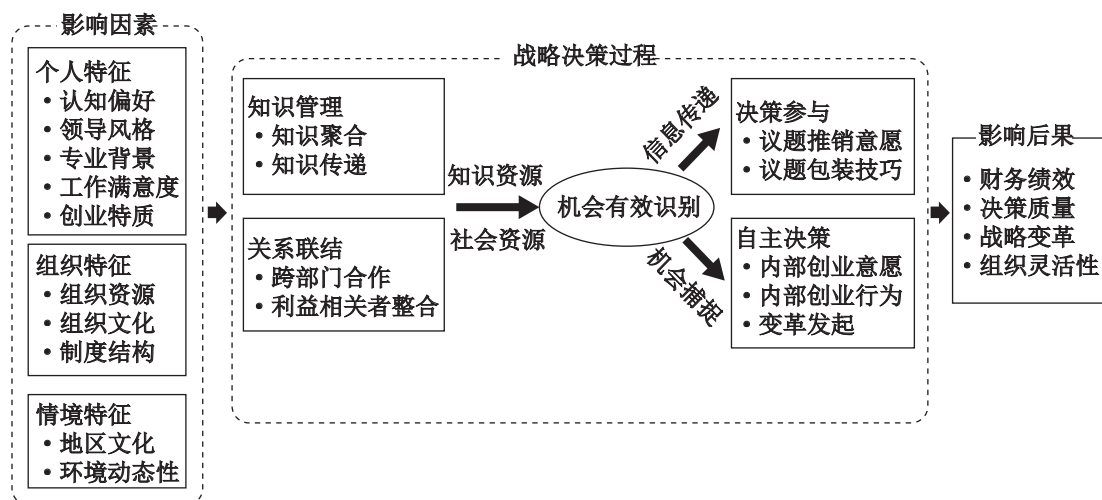 影响因素
个人特征
• 认知偏好
• 领导风格
• 专业背景
• 工作满意度
• 创业特质
组织特征
• 组织资源
• 组织文化
• 制度结构
情境特征
• 地区文化
• 环境动态性
战略决策过程
知识管理
• 知识聚合
• 知识传递
关系联结
• 跨部门合作
• 利益相关者整合
知识资源
社会资源
机会有效识别
信息传递
机会捕捉
决策参与
• 议题推销意愿
• 议题包装技巧
自主决策
• 内部创业意愿
• 内部创业行为
• 变革发起
影响后果
• 财务绩效
• 决策质量
• 战略变革
• 组织灵活性